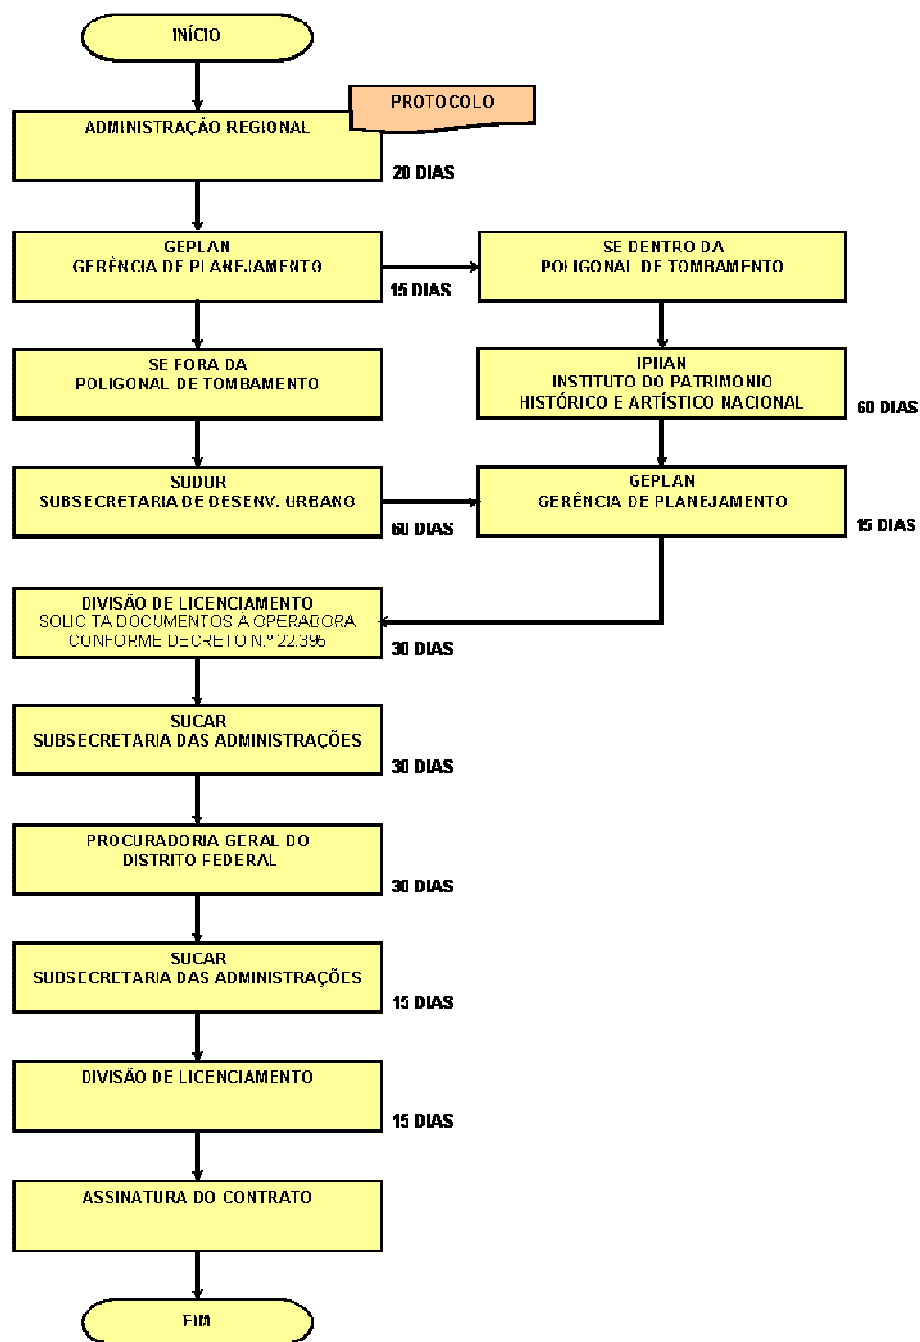 INÍCIO
PROTOCOLO
ADMINISTRAÇÃO REGIONAL
20 DIAS
GEPLAN
GERÊNCIA DE PLANEJAMENTO
15 DIAS
SE DENTRO DA
POLIGONAL DE TOMBAMENTO
SE FORA DA
POLIGONAL DE TOMBAMENTO
IPHAN
INSTITUTO DO PATRIMONIO
HISTÓRICO E ARTÍSTICO NACIONAL
60 DIAS
SUDUR
SUBSECRETARIA DE DESENV. URBANO
60 DIAS
GEPLAN
GERÊNCIA DE PLANEJAMENTO
15 DIAS
DIVISÃO DE LICENCIAMENTO
SOLICITA DOCUMENTOS À OPERADORA
CONFORME DECRETO N.º 22.395
30 DIAS
SUCAR
SUBSECRETARIA DAS ADMINISTRAÇÕES
30 DIAS
PROCURADORIA GERAL DO
DISTRITO FEDERAL
30 DIAS
SUCAR
SUBSECRETARIA DAS ADMINISTRAÇÕES
15 DIAS
DIVISÃO DE LICENCIAMENTO
15 DIAS
ASSINATURA DO CONTRATO
FIM